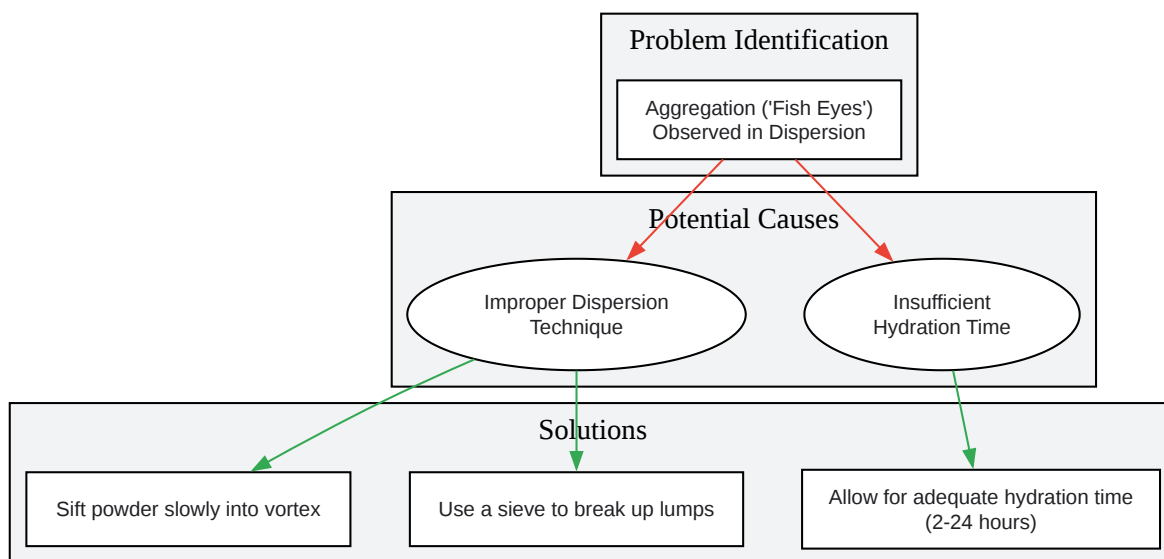 Problem Identification
Aggregation ('Fish Eyes')
Observed in Dispersion
Potential Causes
Improper Dispersion
Technique
Insufficient
Hydration Time
Solutions
Sift powder slowly into vortex
Use a sieve to break up lumps
Allow for adequate hydration time
(2-24 hours)